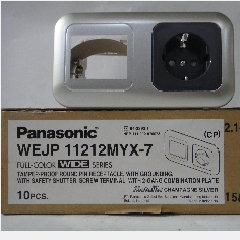 Panasonic
(C P)
WEJP 11212MYX-7
FULL-COLOR WIDE SERIES
TAMPER-PROOF ROUND PIN RECEPTACLE, WITH GROUNDING,
WITH SAFETY SHUTTER, SCREW TERMINAL WITH 2-GANG COMBINATION PLATE
10 PCS.
CHAMPAGNE SILVER